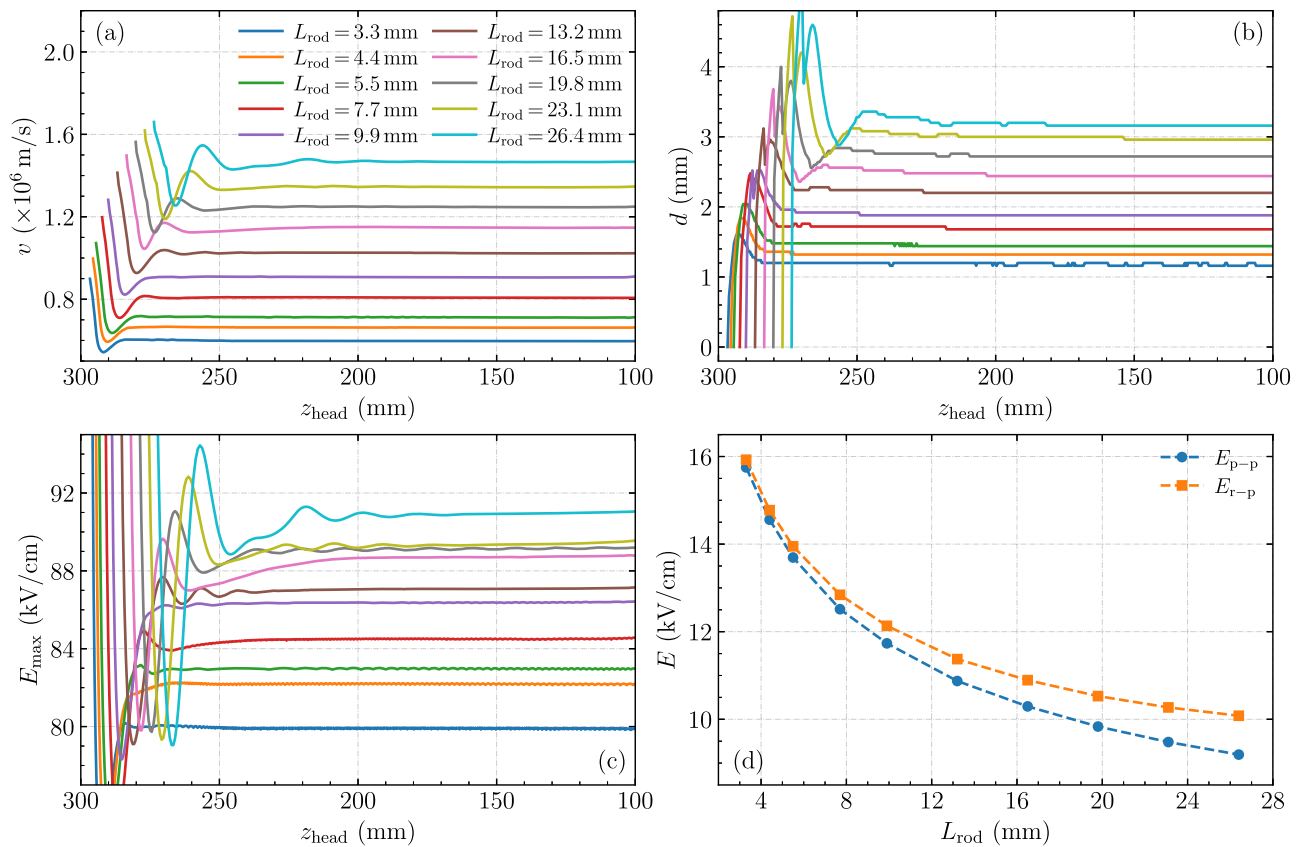 (a)
L_rod = 3.3 mm
L_rod = 4.4 mm
L_rod = 5.5 mm
L_rod = 7.7 mm
L_rod = 9.9 mm
L_rod = 13.2 mm
L_rod = 16.5 mm
L_rod = 19.8 mm
L_rod = 23.1 mm
L_rod = 26.4 mm
v (×10^6 m/s)
2.0
1.6
1.2
0.8
300 250 200 150 100
z_head (mm)
(b)
d (mm)
4
3
2
1
0
300 250 200 150 100
z_head (mm)
E_max (kV/cm)
92
88
84
80
(c)
300 250 200 150 100
z_head (mm)
E_p−p
E_r−p
E (kV/cm)
16
14
12
10
(d)
4 8 12 16 20 24 28
L_rod (mm)